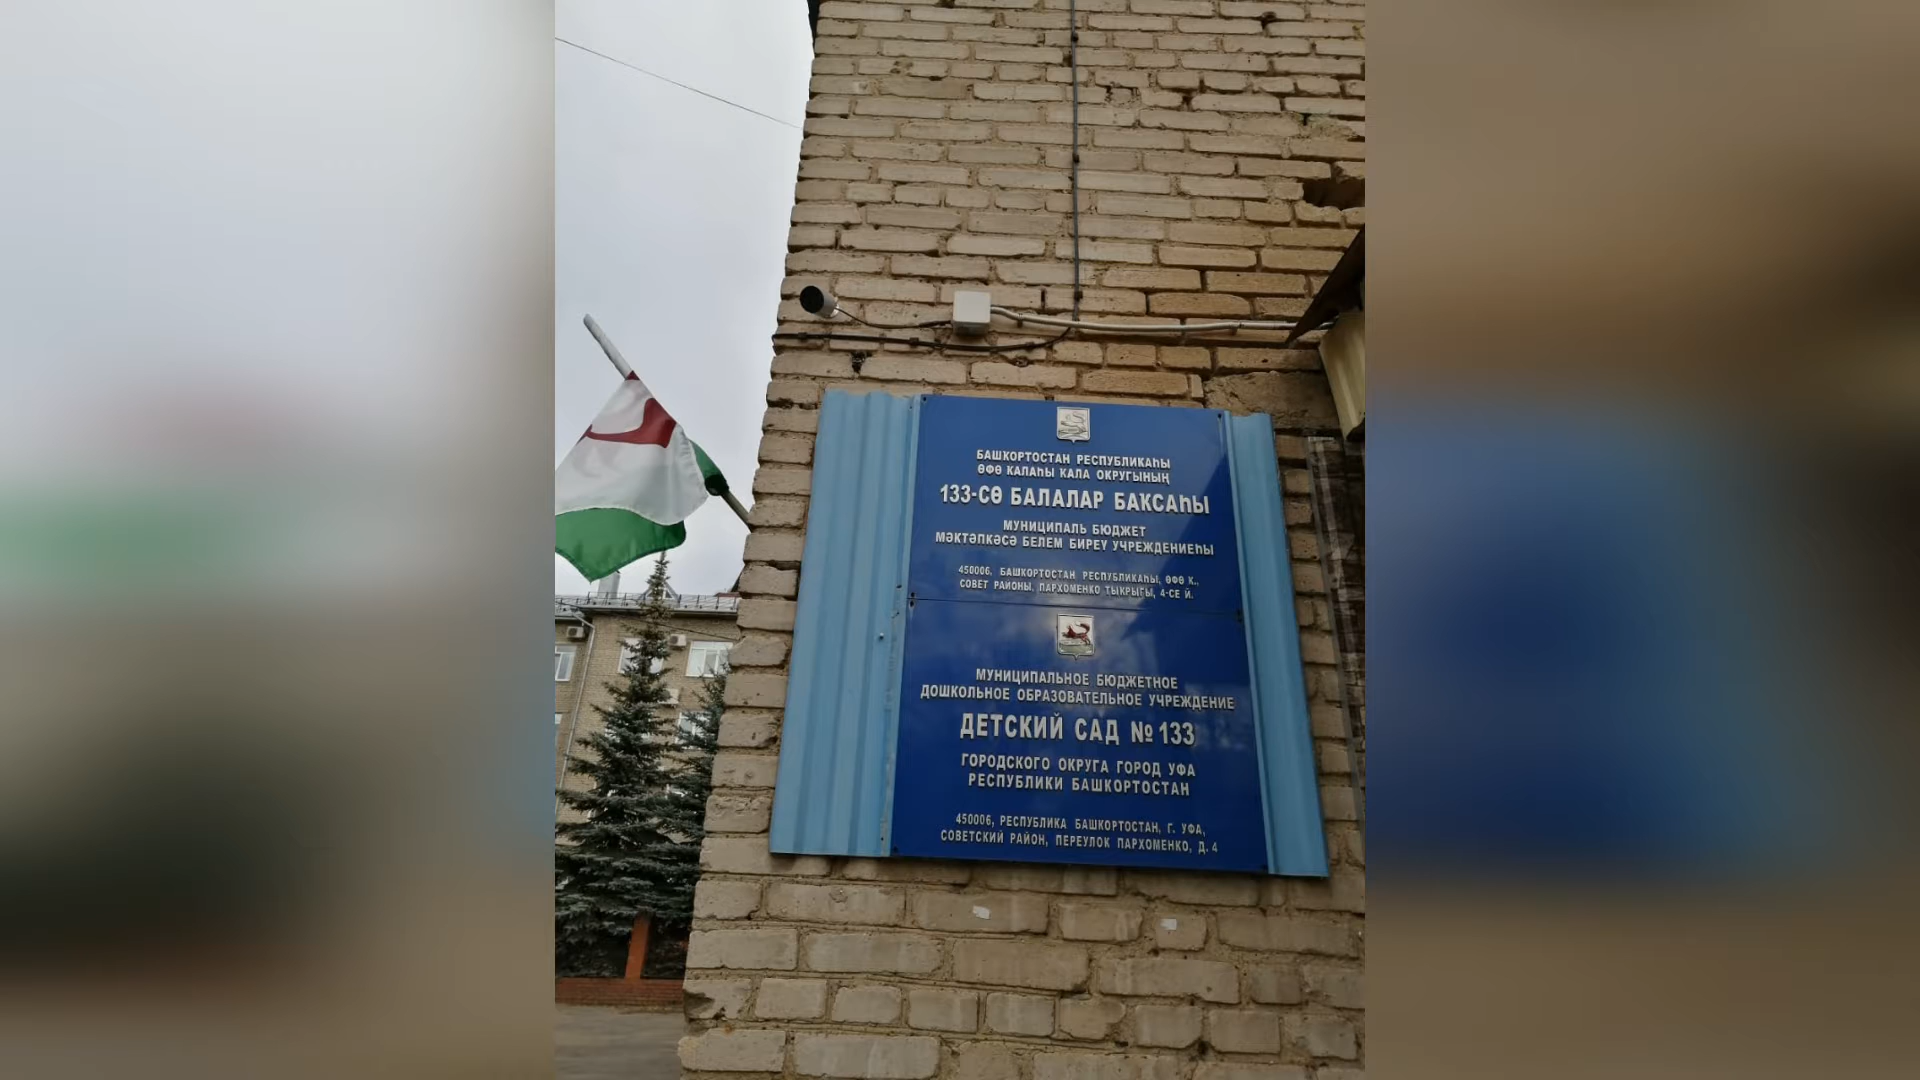 БАШКОРТОСТАН РЕСПУБЛИКАҺЫ
ӨФӨ КАЛАҺЫ КАЛА ОКРУГЫНЫҢ
133-СӨ БАЛАЛАР БАКСАҺЫ
МУНИЦИПАЛЬ БЮДЖЕТ
МӘКТӘПКӘСӘ БЕЛЕМ БИРЕҮ УЧРЕЖДЕНИЕҺЫ
450006, БАШКОРТОСТАН РЕСПУБЛИКАҺЫ, ӨФӨ К.,
СОВЕТ РАЙОНЫ, ПАРХОМЕНКО ТЫКРЫГЫ, 4-СЕ Й.
МУНИЦИПАЛЬНОЕ БЮДЖЕТНОЕ
ДОШКОЛЬНОЕ ОБРАЗОВАТЕЛЬНОЕ УЧРЕЖДЕНИЕ
ДЕТСКИЙ САД № 133
ГОРОДСКОГО ОКРУГА ГОРОД УФА
РЕСПУБЛИКИ БАШКОРТОСТАН
450006, РЕСПУБЛИКА БАШКОРТОСТАН, Г. УФА,
СОВЕТСКИЙ РАЙОН, ПЕРЕУЛОК ПАРХОМЕНКО, Д. 4